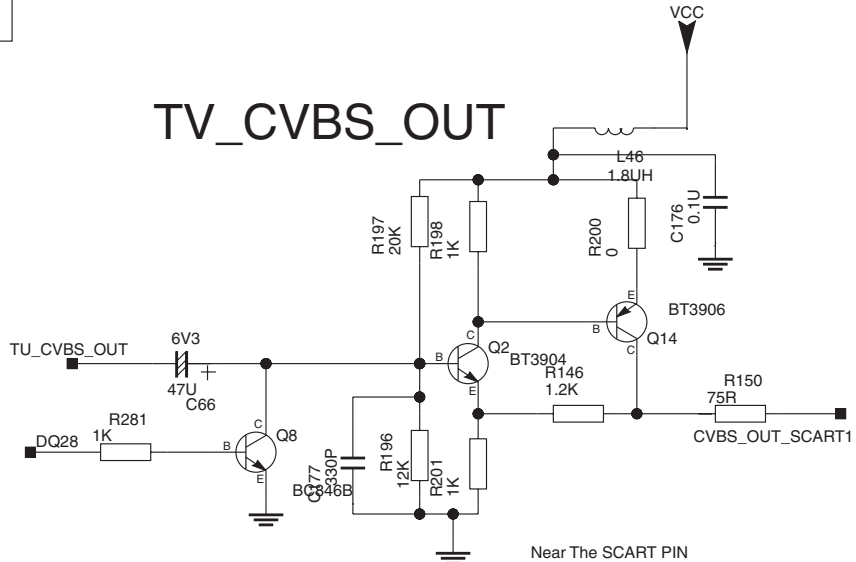 VCC
TV_CVBS_OUT
L46
1.8UH
R197
20K
R198
1K
R200
0
C176
0.1U
E
BT3906
B
Q14
C
6V3
TU_CVBS_OUT
47U
C66
C
B
Q2
BT3904
E
R146
1.2K
R150
75R
CVBS_OUT_SCART1
R281
1K
DQ28
C
B
Q8
E
BC846B
C177
330P
R196
12K
R201
1K
Near The SCART PIN